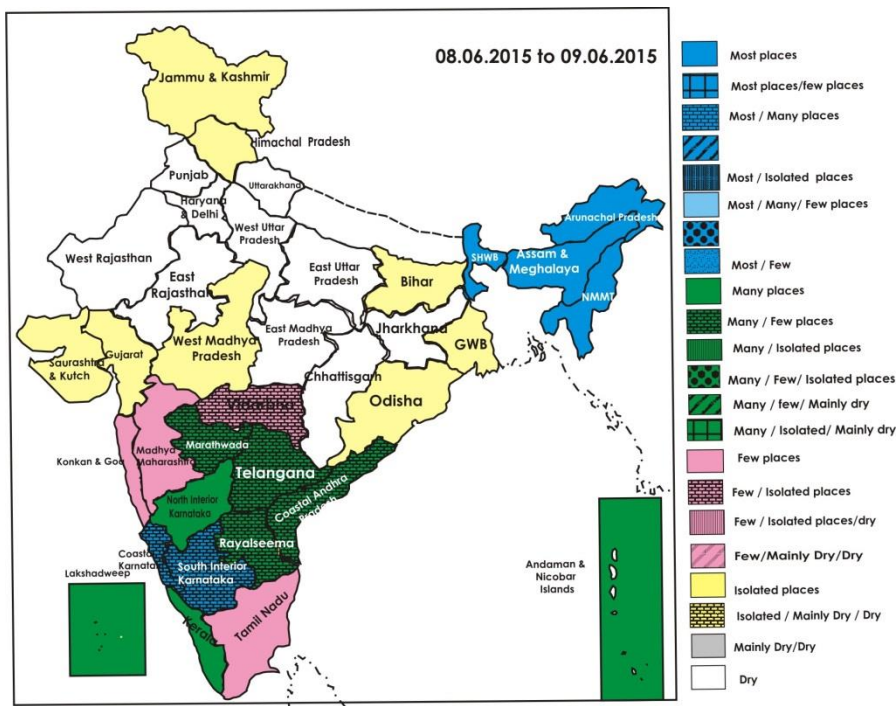 08.06.2015 to 09.06.2015
Jammu & Kashmir
Himachal Pradesh
Punjab
Uttarakhand
Haryana
& Delhi
West Uttar
Pradesh
West Rajasthan
East
Rajasthan
East Uttar
Pradesh
Bihar
SHWB
Assam &
Meghalaya
Arunachal Pradesh
NMMT
Jharkhand
GWB
East Madhya
Pradesh
West Madhya
Pradesh
Gujarat
Saurashtra
& Kutch
Chhattisgarh
Odisha
Vidarbha
Marathwada
Madhya
Maharashtra
Konkan & Goa
Telangana
Coastal Andhra
Pradesh
North Interior
Karnataka
Rayalseema
Coastal
Karnataka
South Interior
Karnataka
Lakshadweep
Kerala
Tamil Nadu
Andaman &
Nicobar
Islands
Most places
Most places/few places
Most / Many places
Most / Isolated places
Most / Many/ Few places
Most / Few
Many places
Many / Few places
Many / Isolated places
Many / Few/ Isolated places
Many / few/ Mainly dry
Many / Isolated/ Mainly dry
Few places
Few / Isolated places
Few / Isolated places/dry
Few/Mainly Dry/Dry
Isolated places
Isolated / Mainly Dry / Dry
Mainly Dry/Dry
Dry